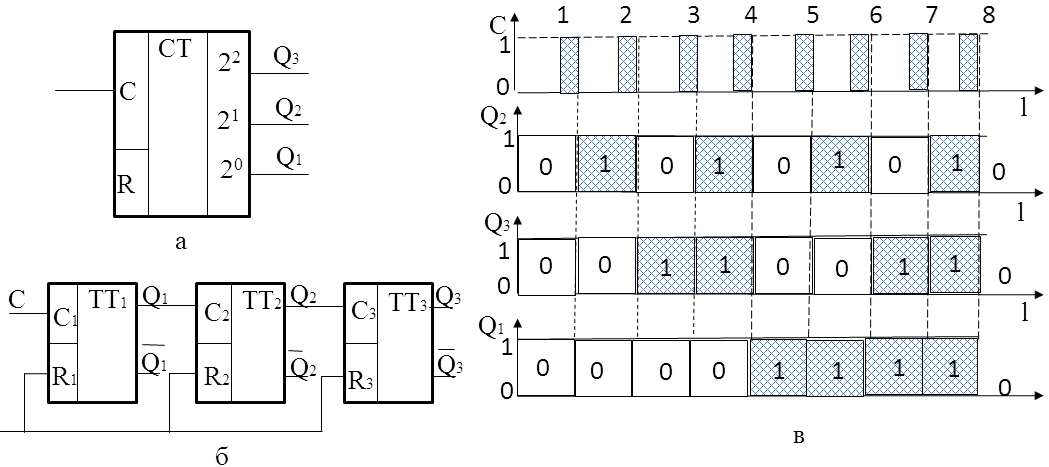 CT
C
R
2²
2¹
2⁰
Q₃
Q₂
Q₁
а
C
C₁
TT₁
R₁
Q₁
Q̅₁
C₂
TT₂
R₂
Q₂
Q̅₂
C₃
TT₃
R₃
Q₃
Q̅₃
б
1 2 3 4 5 6 7 8
C
1
0
l
Q₂
1
0
0 1 0 1 0 1 0 1 0
l
Q₃
1
0
0 0 1 1 0 0 1 1 0
l
Q₁
1
0
0 0 0 0 1 1 1 1 0
в